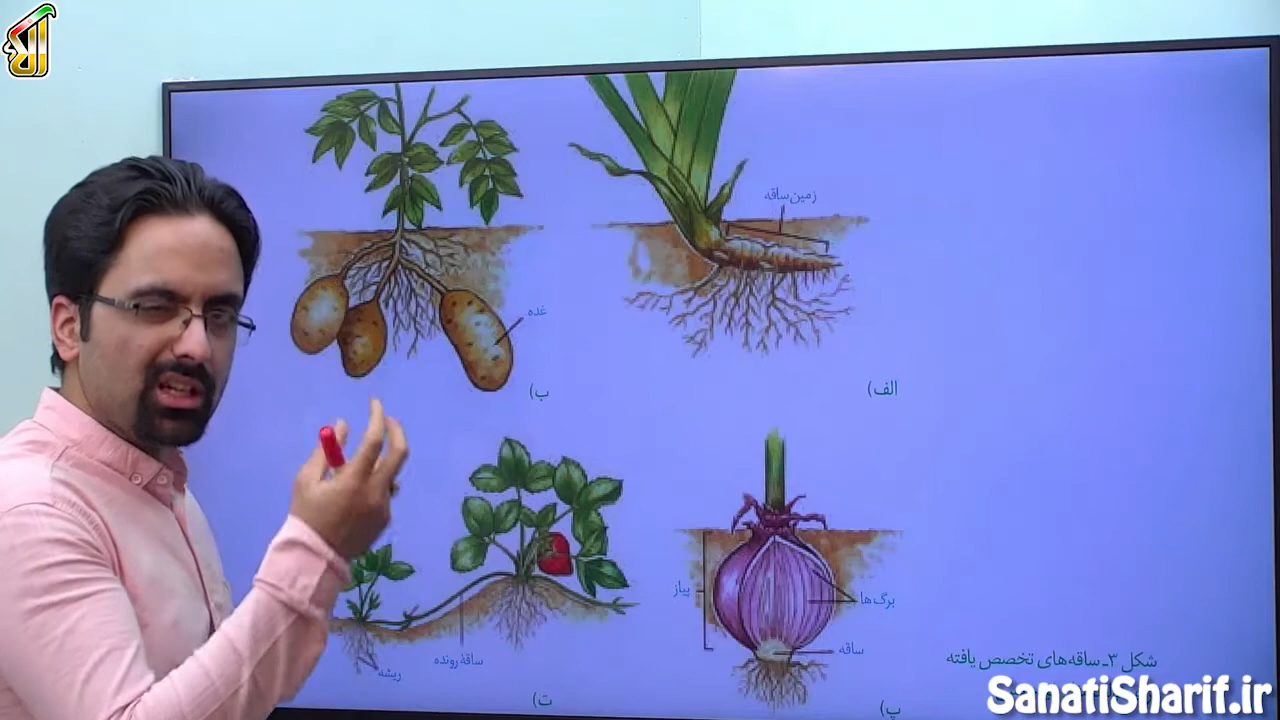 آلاء
زمین ساقه
الف)
غده
ب)
پیاز
برگ‌ها
ساقه
پ)
ساقهٔ رونده
ریشه
ت)
شکل ۳ـ ساقه‌های تخصص یافته
SanatiSharif.ir